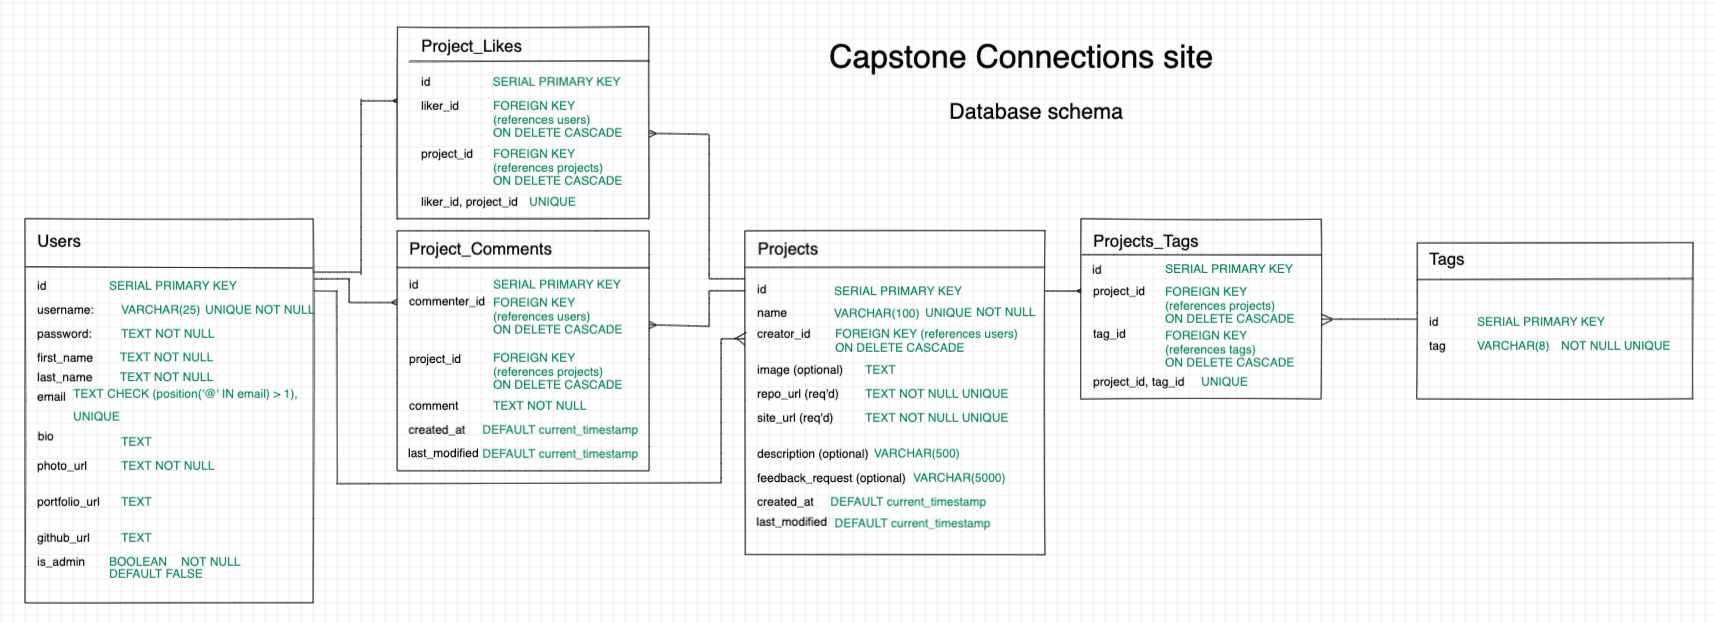 Capstone Connections site
Database schema
Project_Likes
id SERIAL PRIMARY KEY
liker_id FOREIGN KEY
(references users)
ON DELETE CASCADE
project_id FOREIGN KEY
(references projects)
ON DELETE CASCADE
liker_id, project_id UNIQUE
Users
id SERIAL PRIMARY KEY
username: VARCHAR(25) UNIQUE NOT NULL
password: TEXT NOT NULL
first_name TEXT NOT NULL
last_name TEXT NOT NULL
email TEXT CHECK (position('@' IN email) > 1),
UNIQUE
bio TEXT
photo_url TEXT NOT NULL
portfolio_url TEXT
github_url TEXT
is_admin BOOLEAN NOT NULL
DEFAULT FALSE
Project_Comments
id SERIAL PRIMARY KEY
commenter_id FOREIGN KEY
(references users)
ON DELETE CASCADE
project_id FOREIGN KEY
(references projects)
ON DELETE CASCADE
comment TEXT NOT NULL
created_at DEFAULT current_timestamp
last_modified DEFAULT current_timestamp
Projects
id SERIAL PRIMARY KEY
name VARCHAR(100) UNIQUE NOT NULL
creator_id FOREIGN KEY (references users)
ON DELETE CASCADE
image (optional) TEXT
repo_url (req'd) TEXT NOT NULL UNIQUE
site_url (req'd) TEXT NOT NULL UNIQUE
description (optional) VARCHAR(500)
feedback_request (optional) VARCHAR(5000)
created_at DEFAULT current_timestamp
last_modified DEFAULT current_timestamp
Projects_Tags
id SERIAL PRIMARY KEY
project_id FOREIGN KEY
(references projects)
ON DELETE CASCADE
tag_id FOREIGN KEY
(references tags)
ON DELETE CASCADE
project_id, tag_id UNIQUE
Tags
id SERIAL PRIMARY KEY
tag VARCHAR(8) NOT NULL UNIQUE